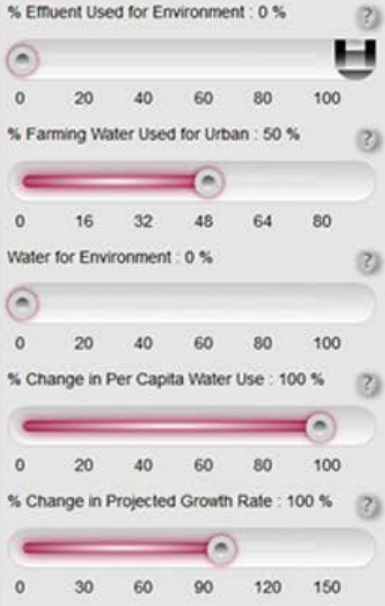 % Effluent Used for Environment : 0 %
?
0 20 40 60 80 100
% Farming Water Used for Urban : 50 %
?
0 16 32 48 64 80
Water for Environment : 0 %
?
0 20 40 60 80 100
% Change in Per Capita Water Use : 100 %
?
0 20 40 60 80 100
% Change in Projected Growth Rate : 100 %
?
0 30 60 90 120 150